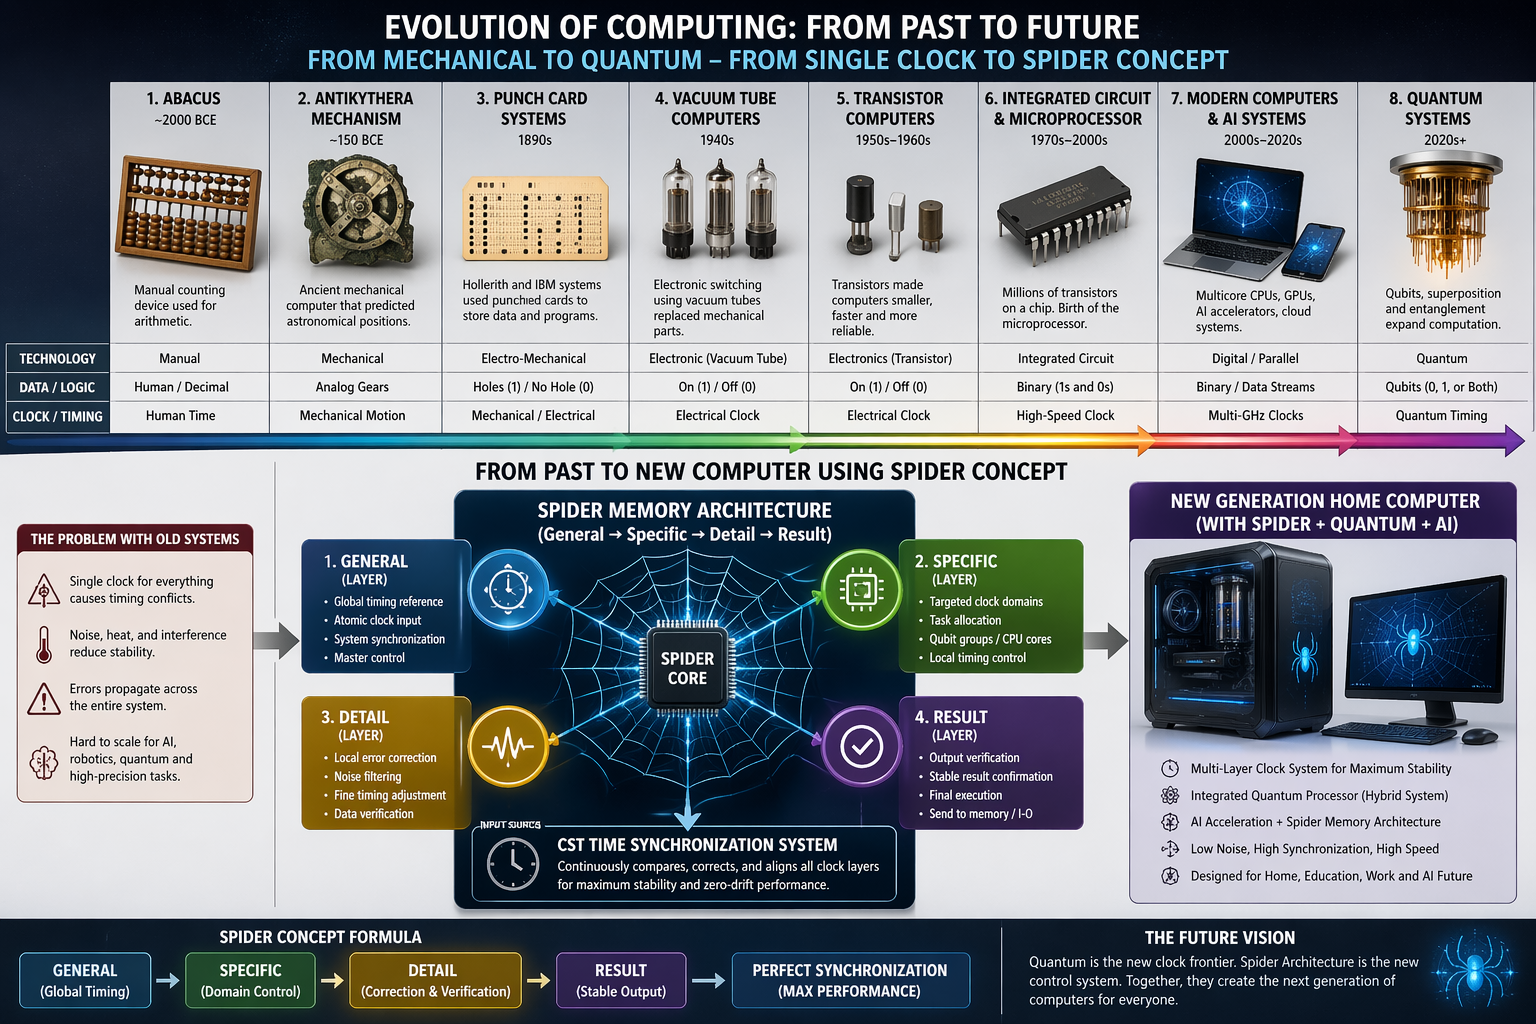 EVOLUTION OF COMPUTING: FROM PAST TO FUTURE
FROM MECHANICAL TO QUANTUM – FROM SINGLE CLOCK TO SPIDER CONCEPT
1. ABACUS
~2000 BCE
Manual counting
device used for
arithmetic.
2. ANTIKYTHERA
MECHANISM
~150 BCE
Ancient mechanical
computer that predicted
astronomical positions.
3. PUNCH CARD
SYSTEMS
1890s
Hollerith and IBM systems
used punched cards to
store data and programs.
4. VACUUM TUBE
COMPUTERS
1940s
Electronic switching
using vacuum tubes
replaced mechanical
parts.
5. TRANSISTOR
COMPUTERS
1950s–1960s
Transistors made
computers smaller,
faster and more
reliable.
6. INTEGRATED CIRCUIT
& MICROPROCESSOR
1970s–2000s
Millions of transistors
on a chip. Birth of the
microprocessor.
7. MODERN COMPUTERS
& AI SYSTEMS
2000s–2020s
Multicore CPUs, GPUs,
AI accelerators, cloud
systems.
8. QUANTUM
SYSTEMS
2020s+
Qubits, superposition
and entanglement
expand computation.
TECHNOLOGY Manual Mechanical Electro-Mechanical Electronic (Vacuum Tube) Electronics (Transistor) Integrated Circuit Digital / Parallel Quantum
DATA / LOGIC Human / Decimal Analog Gears Holes (1) / No Hole (0) On (1) / Off (0) On (1) / Off (0) Binary (1s and 0s) Binary / Data Streams Qubits (0, 1, or Both)
CLOCK / TIMING Human Time Mechanical Motion Mechanical / Electrical Electrical Clock Electrical Clock High-Speed Clock Multi-GHz Clocks Quantum Timing
FROM PAST TO NEW COMPUTER USING SPIDER CONCEPT
THE PROBLEM WITH OLD SYSTEMS
Single clock for everything
causes timing conflicts.
Noise, heat, and interference
reduce stability.
Errors propagate across
the entire system.
Hard to scale for AI,
robotics, quantum and
high-precision tasks.
SPIDER MEMORY ARCHITECTURE
(General → Specific → Detail → Result)
1. GENERAL
(LAYER)
• Global timing reference
• Atomic clock input
• System synchronization
• Master control
2. SPECIFIC
(LAYER)
• Targeted clock domains
• Task allocation
• Qubit groups / CPU cores
• Local timing control
SPIDER
CORE
3. DETAIL
(LAYER)
• Local error correction
• Noise filtering
• Fine timing adjustment
• Data verification
4. RESULT
(LAYER)
• Output verification
• Stable result confirmation
• Final execution
• Send to memory / I-O
CST TIME SYNCHRONIZATION SYSTEM
Continuously compares, corrects, and aligns all clock layers
for maximum stability and zero-drift performance.
NEW GENERATION HOME COMPUTER
(WITH SPIDER + QUANTUM + AI)
Multi-Layer Clock System for Maximum Stability
Integrated Quantum Processor (Hybrid System)
AI Acceleration + Spider Memory Architecture
Low Noise, High Synchronization, High Speed
Designed for Home, Education, Work and AI Future
SPIDER CONCEPT FORMULA
GENERAL
(Global Timing)
SPECIFIC
(Domain Control)
DETAIL
(Correction & Verification)
RESULT
(Stable Output)
PERFECT SYNCHRONIZATION
(MAX PERFORMANCE)
THE FUTURE VISION
Quantum is the new clock frontier. Spider Architecture is the new
control system. Together, they create the next generation of
computers for everyone.